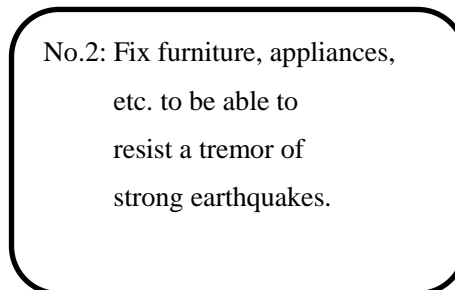 No.2: Fix furniture, appliances,
etc. to be able to
resist a tremor of
strong earthquakes.